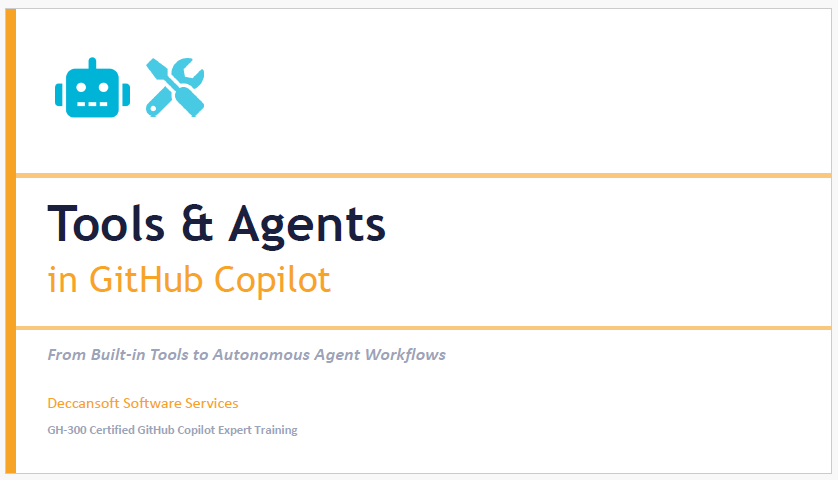 Tools & Agents
in GitHub Copilot
From Built-in Tools to Autonomous Agent Workflows
Deccansoft Software Services
GH-300 Certified GitHub Copilot Expert Training